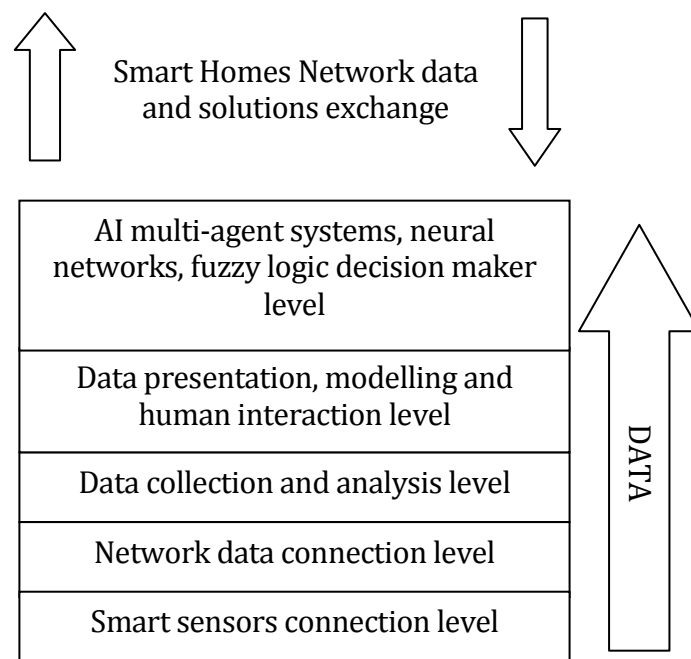 Smart Homes Network data
and solutions exchange
AI multi-agent systems, neural
networks, fuzzy logic decision maker
level
Data presentation, modelling and
human interaction level
Data collection and analysis level
Network data connection level
Smart sensors connection level
DATA